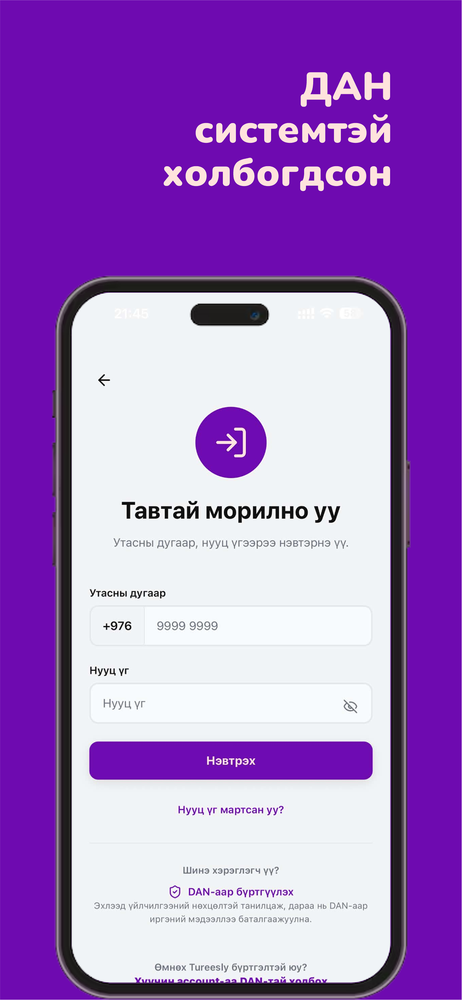 ДАН
системтэй
холбогдсон
21:45
58
Тавтай морилно уу
Утасны дугаар, нууц үгээрээ нэвтэрнэ үү.
Утасны дугаар
+976 9999 9999
Нууц үг
Нууц үг
Нэвтрэх
Нууц үг мартсан уу?
Шинэ хэрэглэгч үү?
DAN-аар бүртгүүлэх
Эхлээд үйлчилгээний нөхцөлтэй танилцаж, дараа нь DAN-аар
иргэний мэдээллээ баталгаажуулна.
Өмнөх Tureesly бүртгэлтэй юу?
Хуучин account-аа DAN-тай холбох